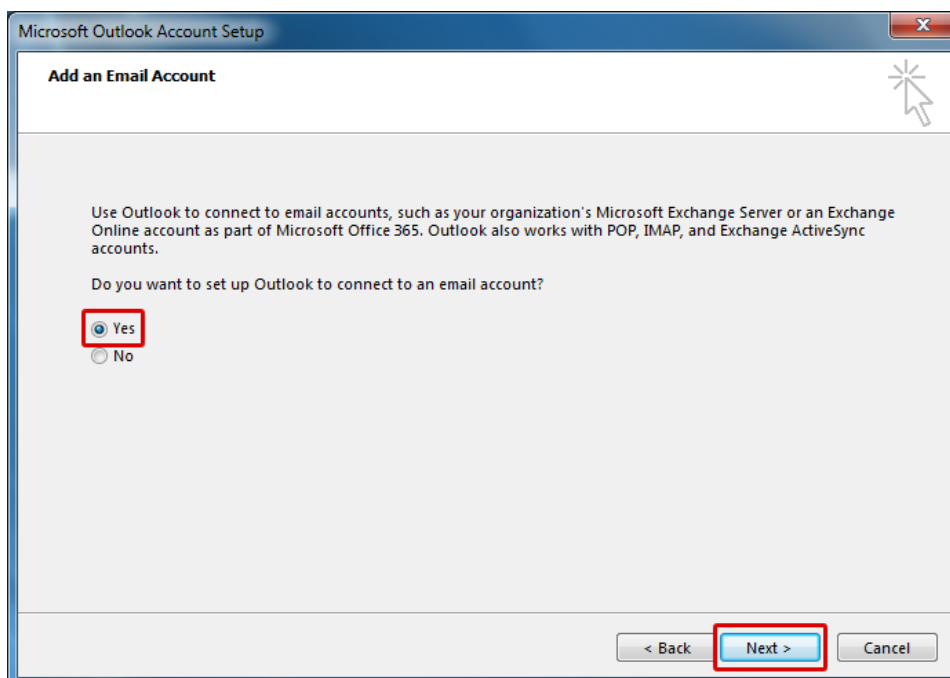 Microsoft Outlook Account Setup
Add an Email Account
Use Outlook to connect to email accounts, such as your organization's Microsoft Exchange Server or an Exchange
Online account as part of Microsoft Office 365. Outlook also works with POP, IMAP, and Exchange ActiveSync
accounts.
Do you want to set up Outlook to connect to an email account?
Yes
No
< Back Next > Cancel